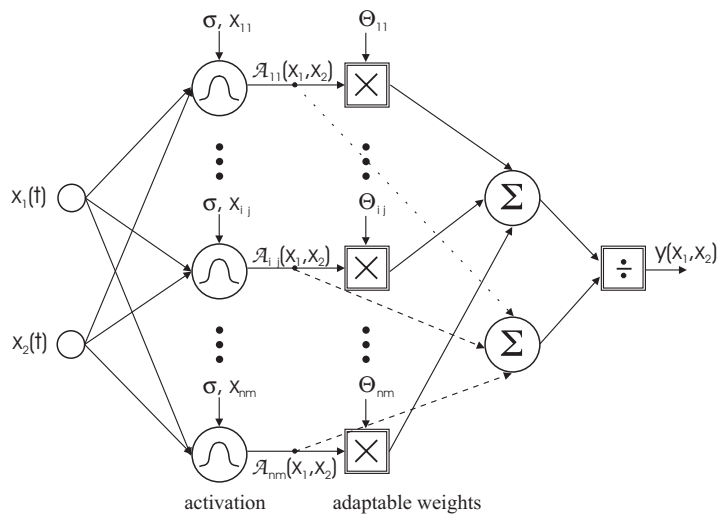 σ, x₁₁
Θ₁₁
𝒜₁₁(x₁,x₂)
×
x₁(t)
σ, xᵢⱼ
Θᵢⱼ
Σ
𝒜ᵢⱼ(x₁,x₂)
×
÷
y(x₁,x₂)
x₂(t)
Σ
σ, xₙₘ
Θₙₘ
×
𝒜ₙₘ(x₁,x₂)
activation
adaptable weights